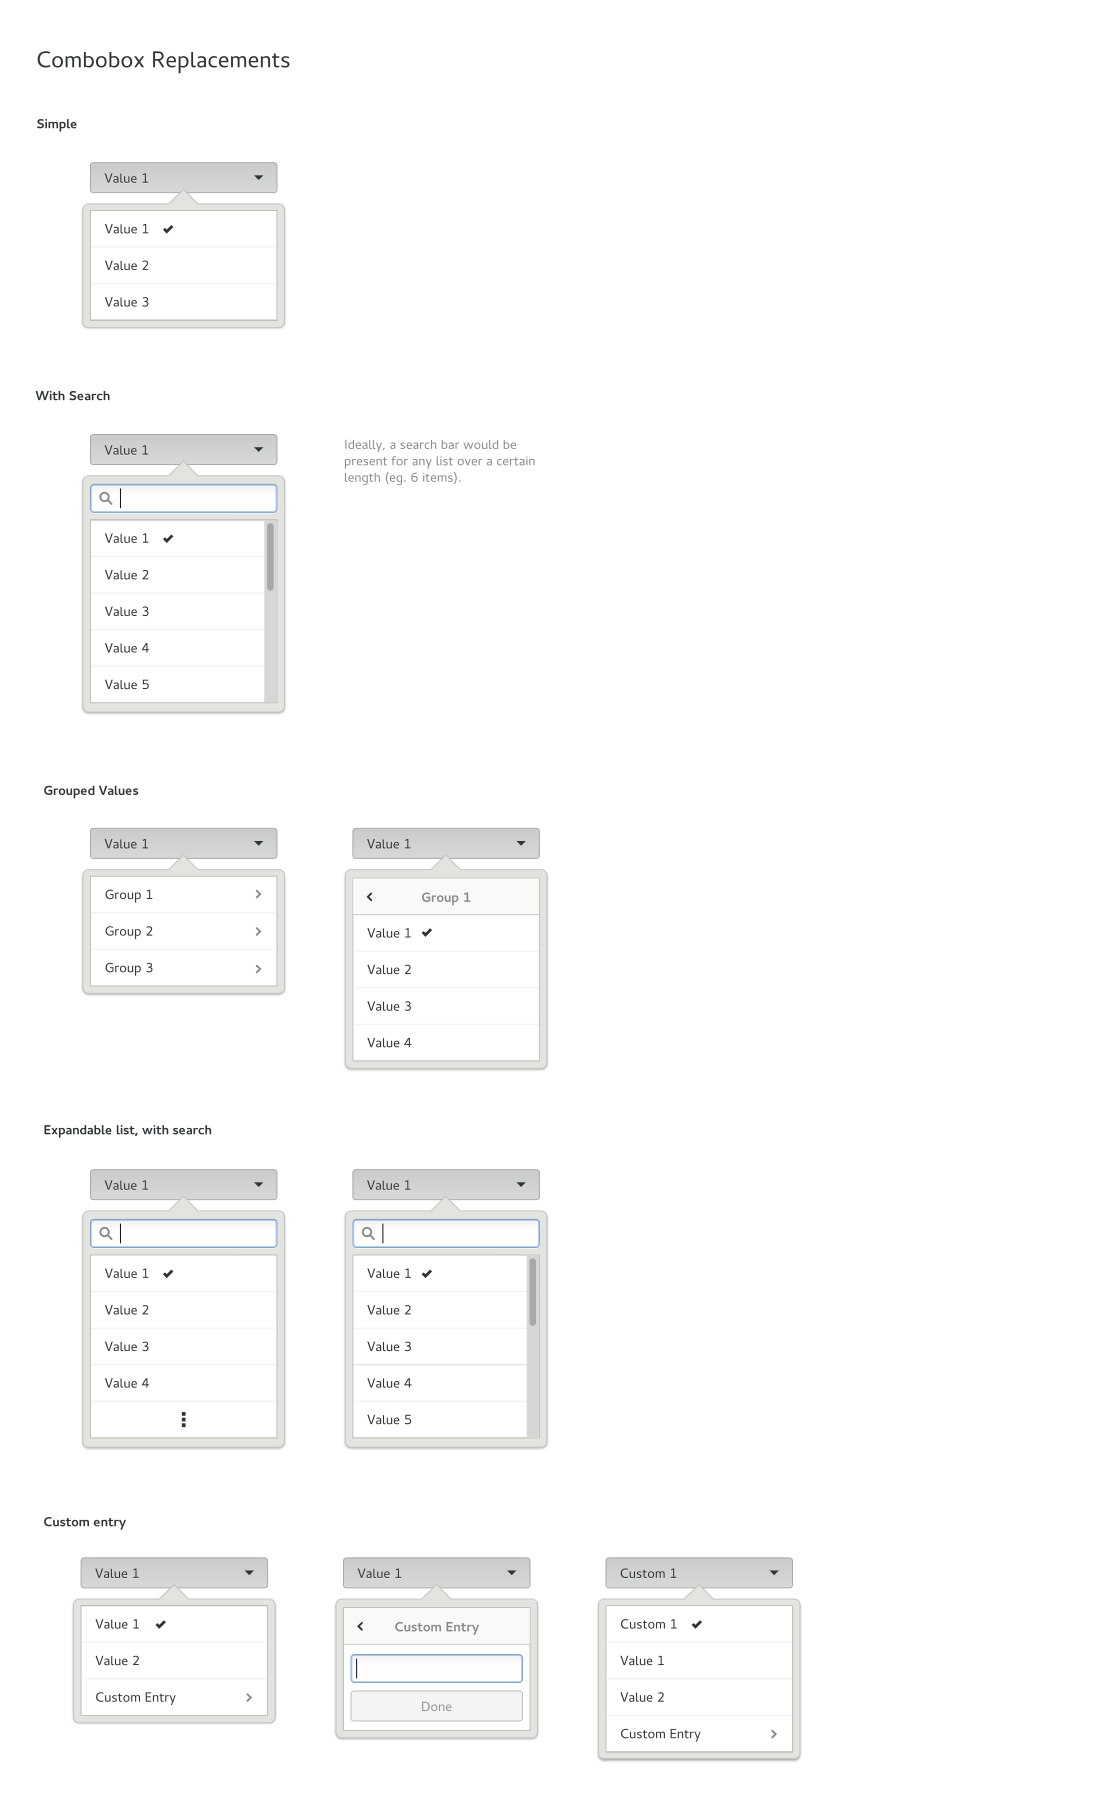 Combobox Replacements
Simple
Value 1
Value 1
Value 2
Value 3
With Search
Value 1
Ideally, a search bar would be
present for any list over a certain
length (eg. 6 items).
Value 1
Value 2
Value 3
Value 4
Value 5
Grouped Values
Value 1
Group 1
Group 2
Group 3
Value 1
Group 1
Value 1
Value 2
Value 3
Value 4
Expandable list, with search
Value 1
Value 1
Value 2
Value 3
Value 4
Value 1
Value 1
Value 2
Value 3
Value 4
Value 5
Custom entry
Value 1
Value 1
Value 2
Custom Entry
Value 1
Custom Entry
Done
Custom 1
Custom 1
Value 1
Value 2
Custom Entry